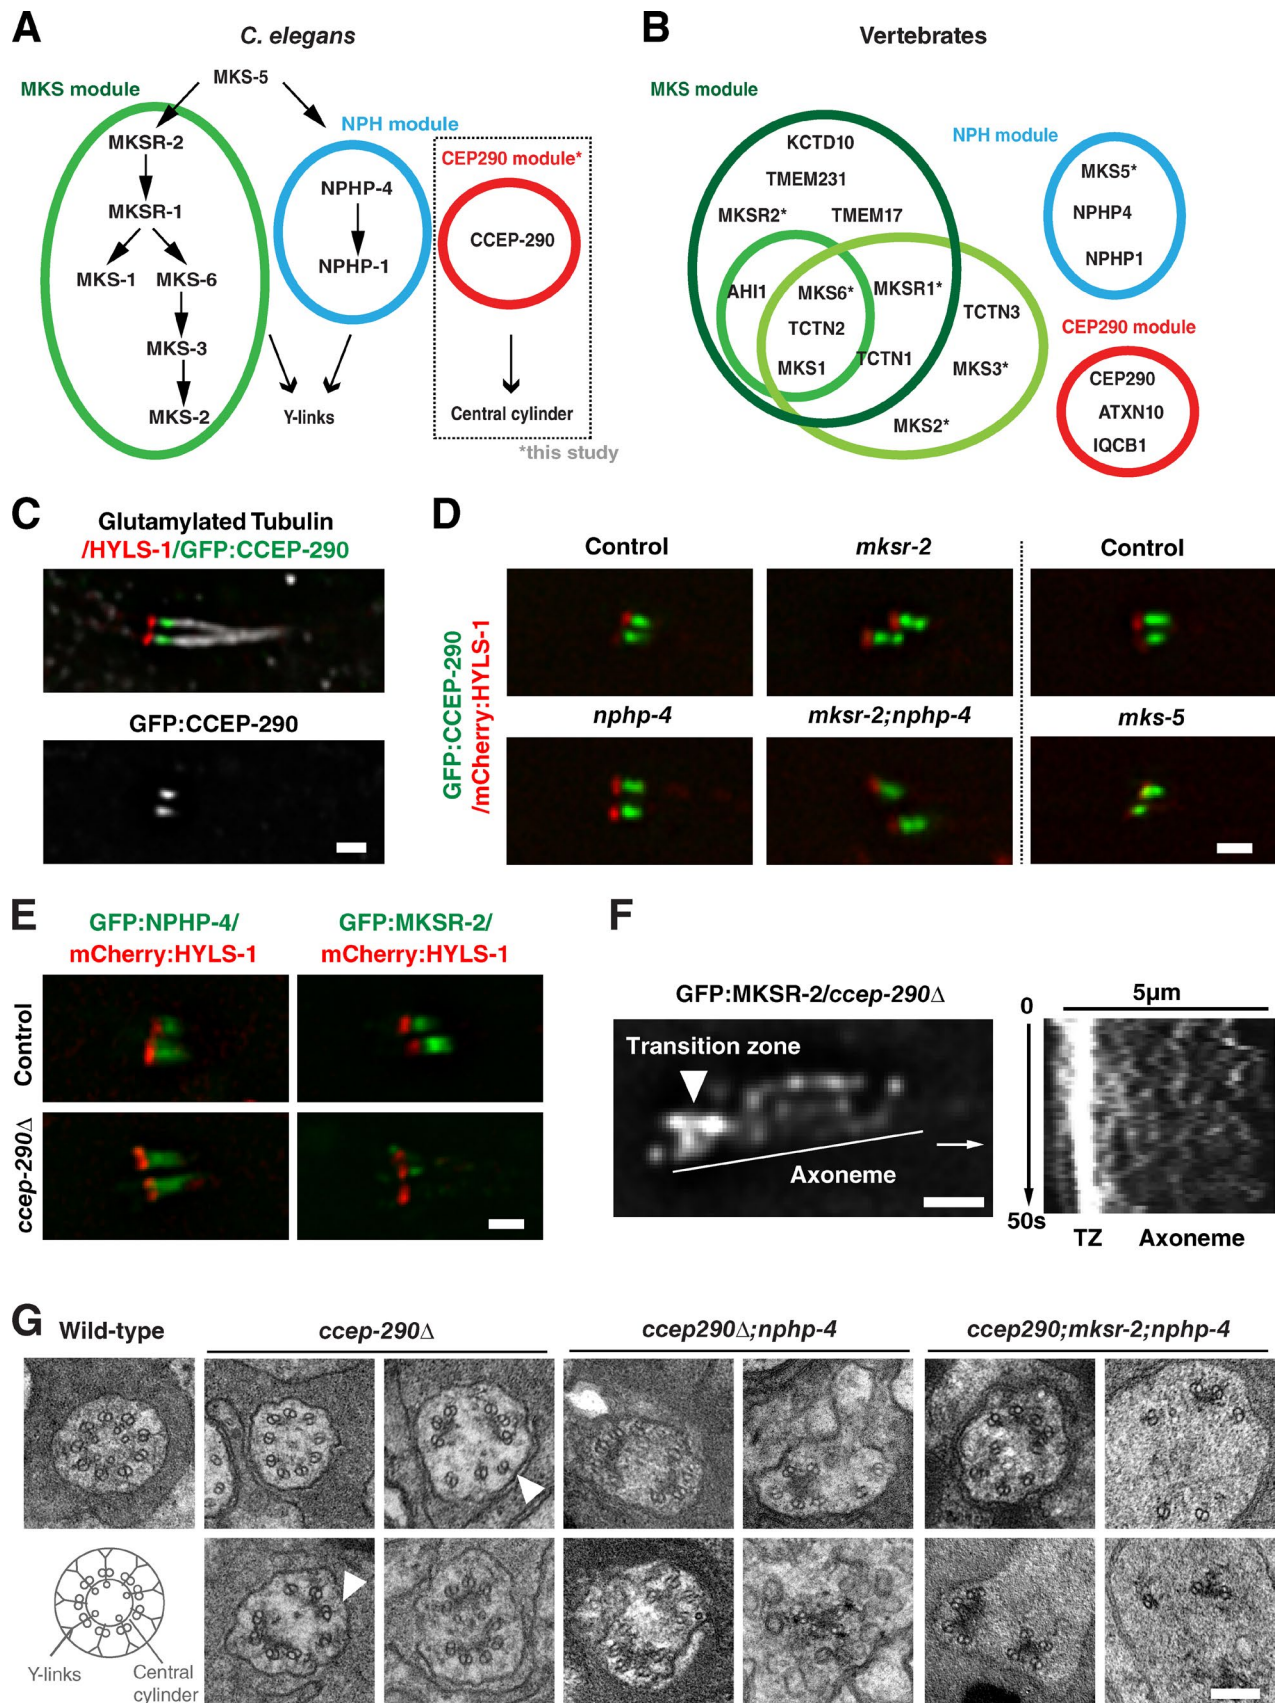 A
C. elegans
MKS-5
MKS module
MKSR-2
MKSR-1
MKS-1
MKS-6
MKS-3
MKS-2
NPH module
NPHP-4
NPHP-1
CEP290 module*
CCEP-290
Y-links
Central cylinder
*this study
B
Vertebrates
MKS module
KCTD10
TMEM231
MKSR2*
TMEM17
AHI1
MKS6*
MKSR1*
TCTN2
TCTN3
MKS1
TCTN1
MKS3*
MKS2*
NPH module
MKS5*
NPHP4
NPHP1
CEP290 module
CEP290
ATXN10
IQCB1
C
Glutamylated Tubulin
/HYLS-1/GFP:CCEP-290
GFP:CCEP-290
D
GFP:CCEP-290
/mCherry:HYLS-1
Control
mksr-2
Control
nphp-4
mksr-2;nphp-4
mks-5
E
GFP:NPHP-4/
mCherry:HYLS-1
GFP:MKSR-2/
mCherry:HYLS-1
Control
ccep-290Δ
F
GFP:MKSR-2/ccep-290Δ
Transition zone
Axoneme
0
5μm
50s
TZ
Axoneme
G
Wild-type
ccep-290Δ
ccep290Δ;nphp-4
ccep290;mksr-2;nphp-4
Y-links
Central
cylinder